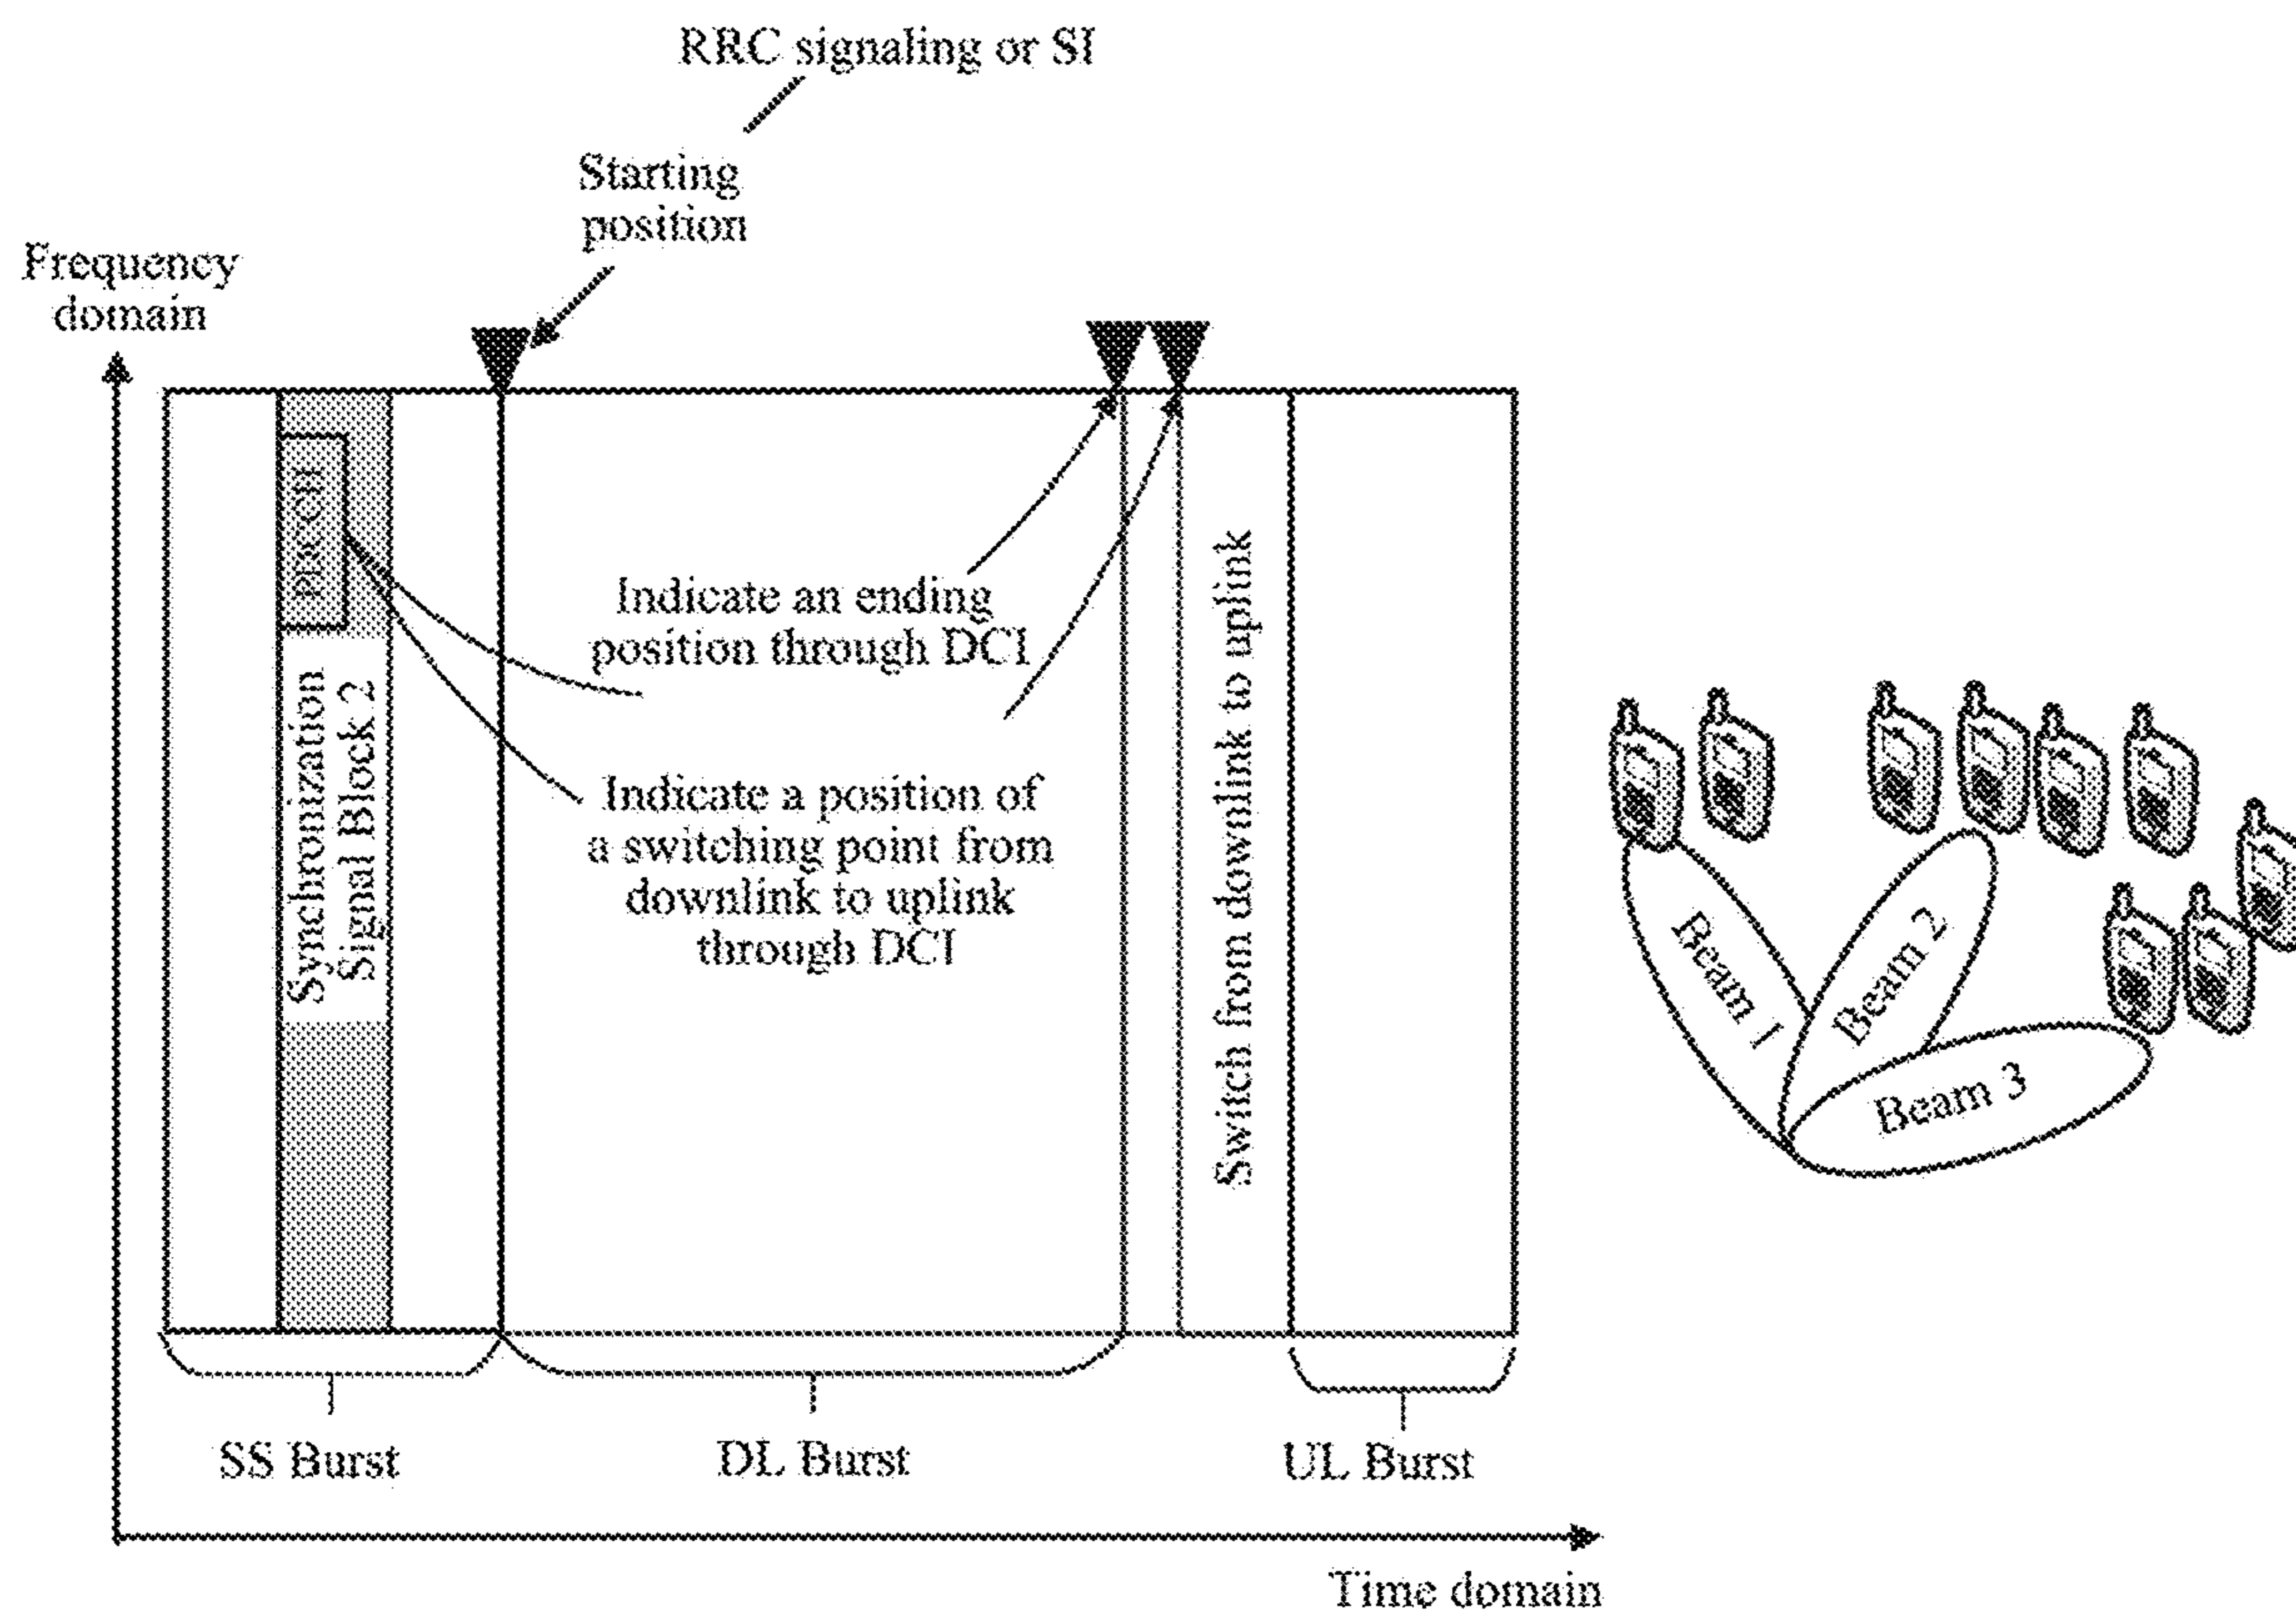 RRC signaling or SI
Starting
position
Frequency
domain
Indicate an ending
position through DCI
Synchronization
Signal Block 2
Indicate a position of
a switching point from
downlink to uplink
through DCI
Switch from downlink to uplink
Beam 1
Beam 2
Beam 3
SS Burst
DL Burst
UL Burst
Time domain